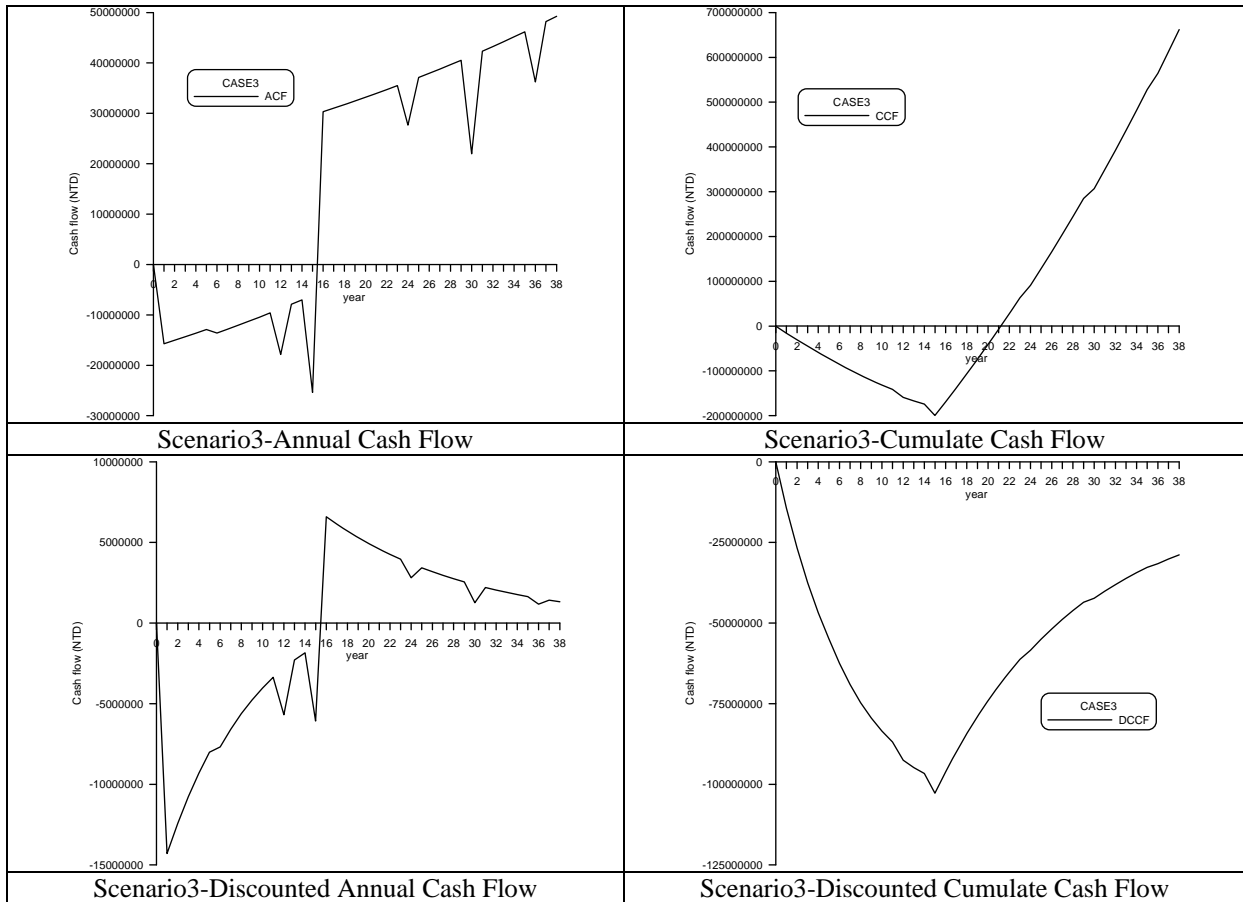 50000000
40000000
30000000
20000000
10000000
0
-10000000
-20000000
-30000000
Cash flow (NTD)
CASE3
ACF
0 2 4 6 8 10 12 14 16 18 20 22 24 26 28 30 32 34 36 38
year
Scenario3-Annual Cash Flow
700000000
600000000
500000000
400000000
300000000
200000000
100000000
0
-100000000
-200000000
Cash flow (NTD)
CASE3
CCF
0 2 4 6 8 10 12 14 16 18 20 22 24 26 28 30 32 34 36 38
year
Scenario3-Cumulate Cash Flow
10000000
5000000
0
-5000000
-10000000
-15000000
Cash flow (NTD)
0 2 4 6 8 10 12 14 16 18 20 22 24 26 28 30 32 34 36 38
year
Scenario3-Discounted Annual Cash Flow
0
-25000000
-50000000
-75000000
-100000000
-125000000
Cash flow (NTD)
0 2 4 6 8 10 12 14 16 18 20 22 24 26 28 30 32 34 36 38
year
CASE3
DCCF
Scenario3-Discounted Cumulate Cash Flow